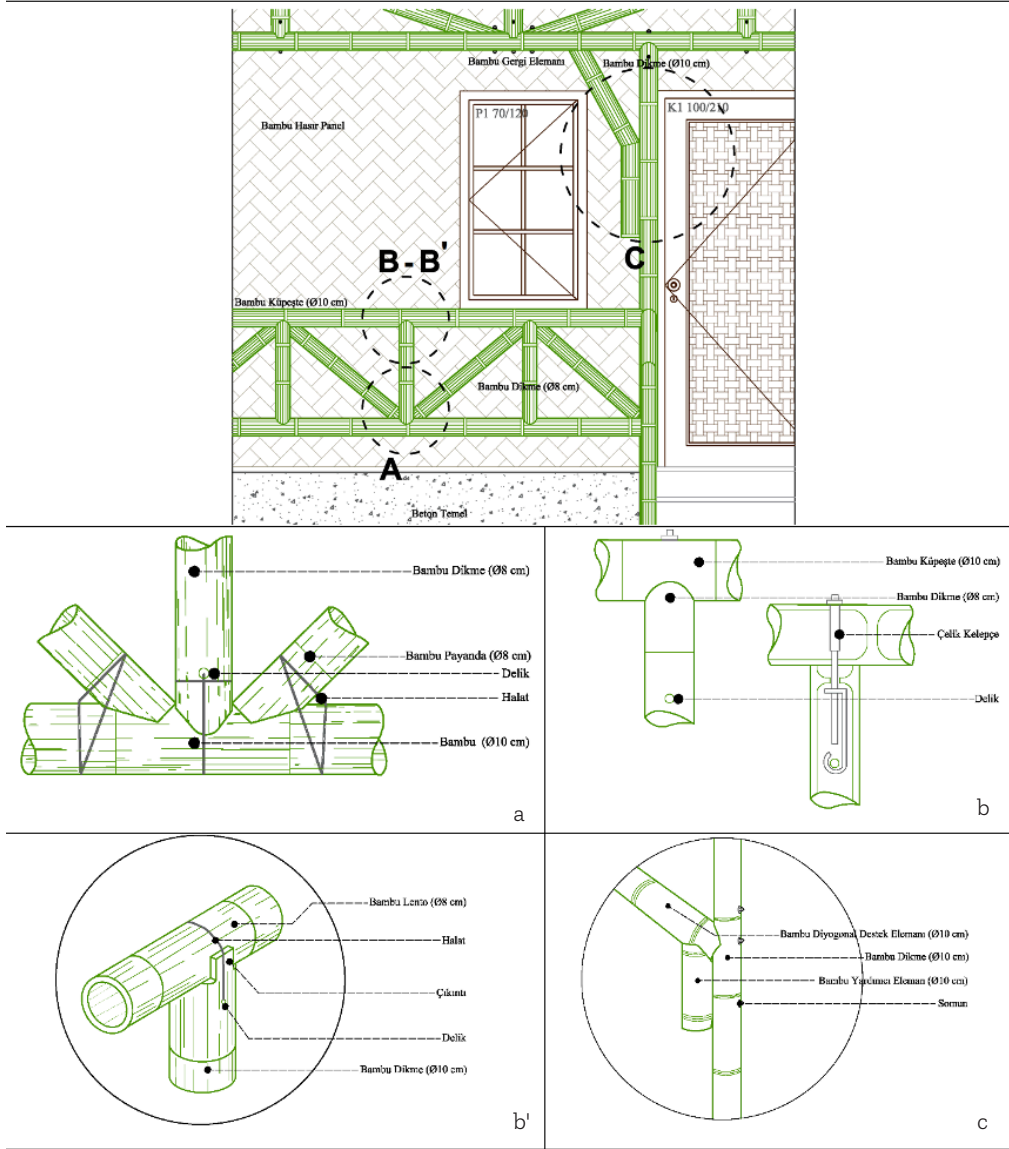 Bambu Gergi Elemanı
Bambu Dikme (Ø10 cm)
P1 70/120
K1 100/210
Bambu Hasır Panel
C
B - B'
Bambu Küpeşte (Ø10 cm)
Bambu Dikme (Ø8 cm)
A
Beton Temel
Bambu Dikme (Ø8 cm)
Bambu Payanda (Ø8 cm)
Delik
Halat
Bambu (Ø10 cm)
a
Bambu Küpeşte (Ø10 cm)
Bambu Dikme (Ø8 cm)
Çelik Kelepçe
Delik
b
Bambu Lento (Ø8 cm)
Halat
Çıkıntı
Delik
Bambu Dikme (Ø10 cm)
b'
Bambu Diyogonal Destek Elemanı (Ø10 cm)
Bambu Dikme (Ø10 cm)
Bambu Yardımcı Eleman (Ø10 cm)
Somun
c